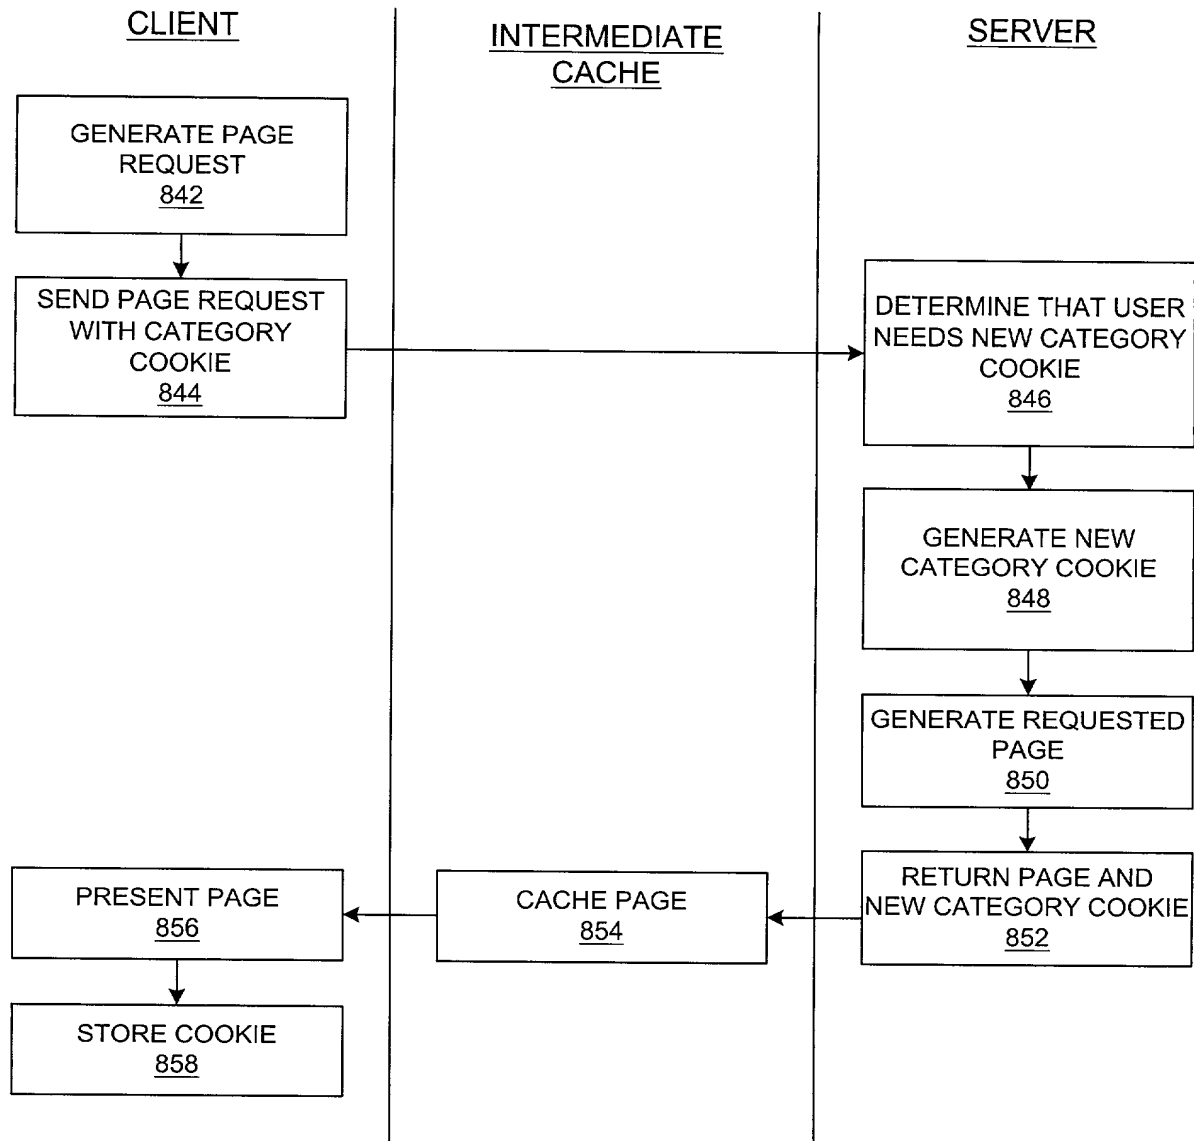 CLIENT
INTERMEDIATE
CACHE
SERVER
GENERATE PAGE
REQUEST
842
SEND PAGE REQUEST
WITH CATEGORY
COOKIE
844
DETERMINE THAT USER
NEEDS NEW CATEGORY
COOKIE
846
GENERATE NEW
CATEGORY COOKIE
848
GENERATE REQUESTED
PAGE
850
RETURN PAGE AND
NEW CATEGORY COOKIE
852
CACHE PAGE
854
PRESENT PAGE
856
STORE COOKIE
858